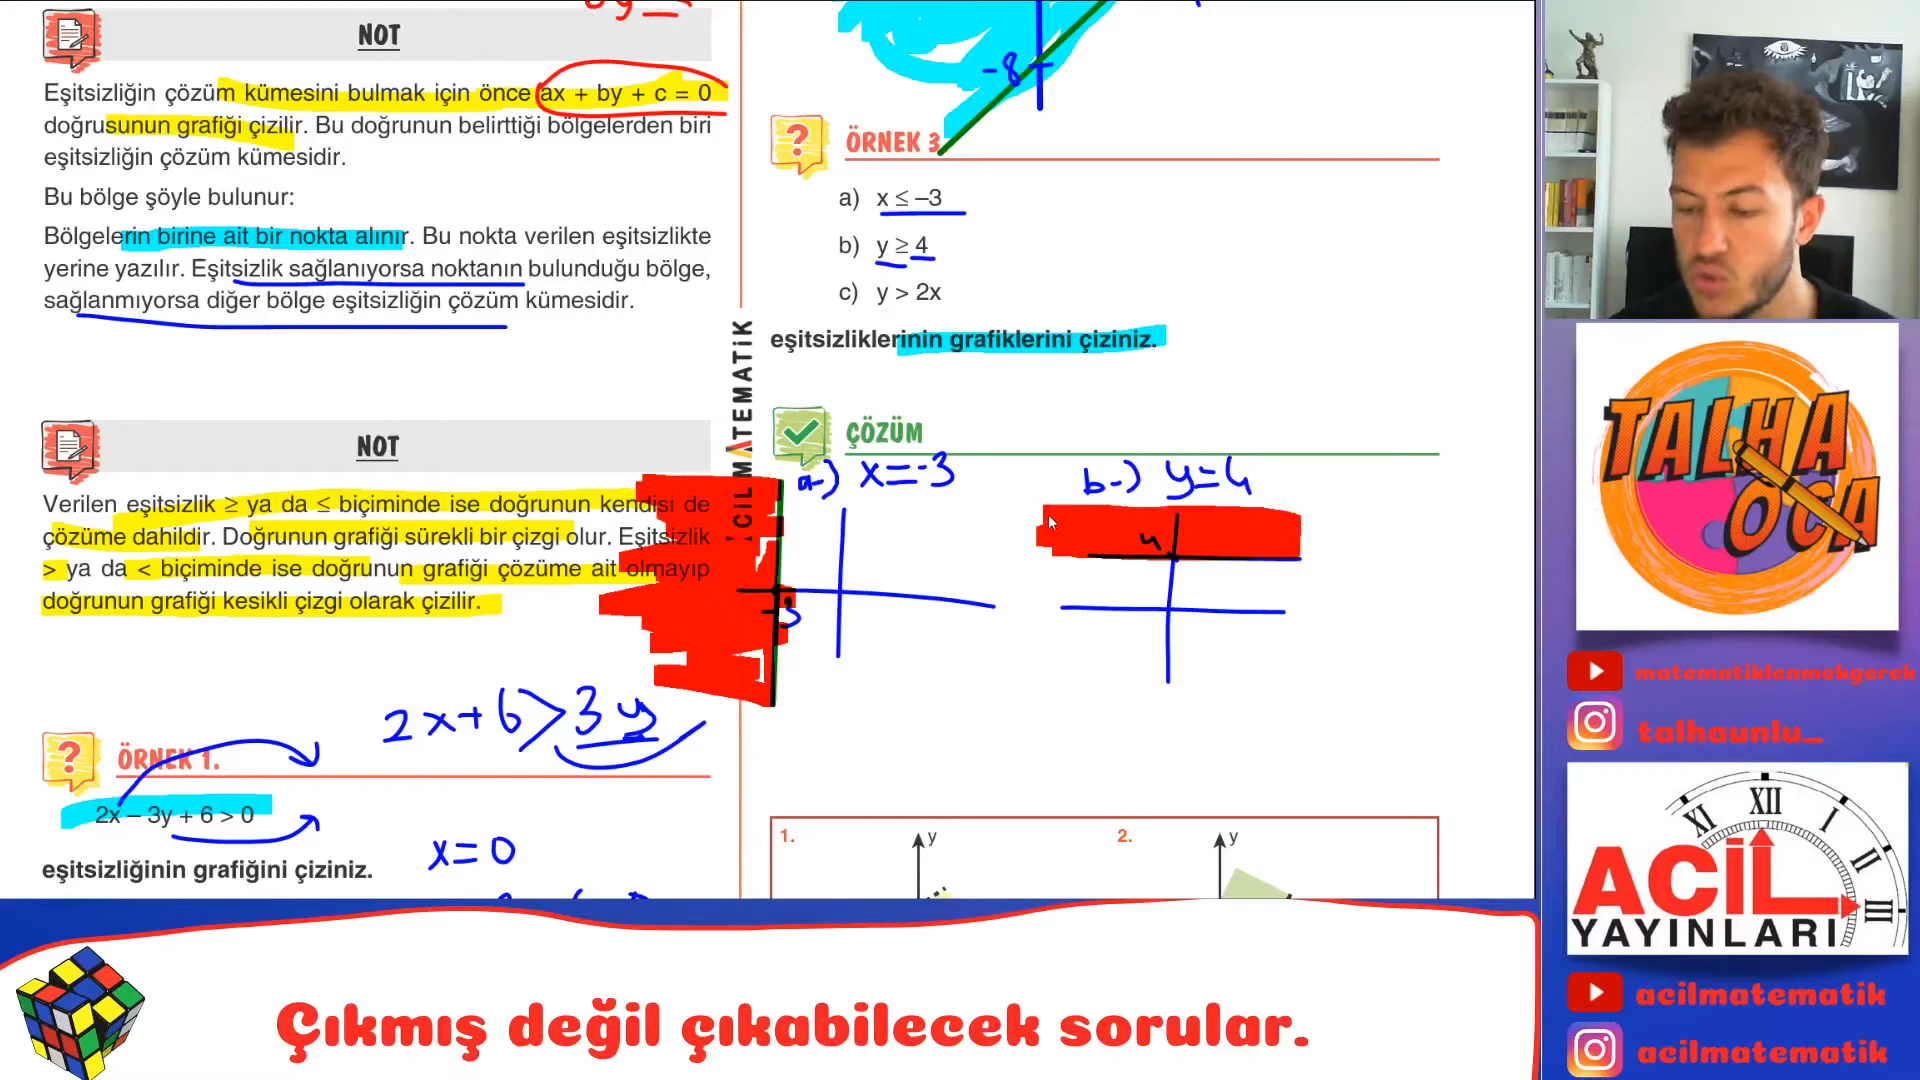 NOT
Eşitsizliğin çözüm kümesini bulmak için önce ax + by + c = 0
doğrusunun grafiği çizilir. Bu doğrunun belirttiği bölgelerden biri
eşitsizliğin çözüm kümesidir.
Bu bölge şöyle bulunur:
Bölgelerin birine ait bir nokta alınır. Bu nokta verilen eşitsizlikte
yerine yazılır. Eşitsizlik sağlanıyorsa noktanın bulunduğu bölge,
sağlanmıyorsa diğer bölge eşitsizliğin çözüm kümesidir.
NOT
Verilen eşitsizlik ≥ ya da ≤ biçiminde ise doğrunun kendisi de
çözüme dahildir. Doğrunun grafiği sürekli bir çizgi olur. Eşitsizlik
> ya da < biçiminde ise doğrunun grafiği çözüme ait olmayıp
doğrunun grafiği kesikli çizgi olarak çizilir.
2x+6>3y
ÖRNEK 1.
2x – 3y + 6 > 0
eşitsizliğinin grafiğini çiziniz.
x=0
ACİL MATEMATİK
-8
ÖRNEK 3
a) x ≤ –3
b) y ≥ 4
c) y > 2x
eşitsizliklerinin grafiklerini çiziniz.
ÇÖZÜM
a-) x=-3
b-) y=4
4
-3
1.
y
2.
y
TALHA
HOCA
matematiklenmekgerek
talhaunlu_
XI XII I II III
ACİL
YAYINLARI
acilmatematik
acilmatematik
Çıkmış değil çıkabilecek sorular.